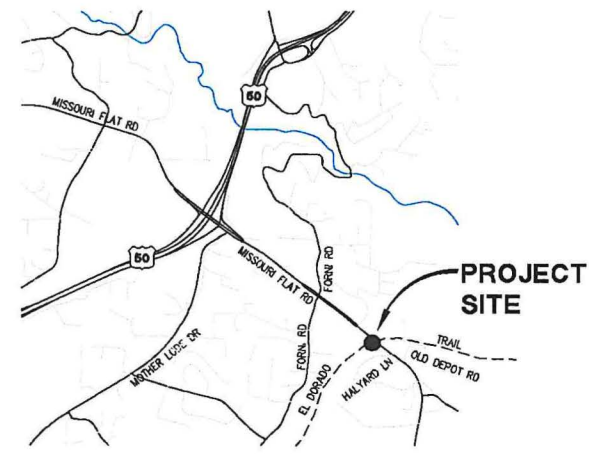 50
MISSOURI FLAT RD
50
MISSOURI FLAT RD
FORNI RD
PROJECT
SITE
MOTHER LODE DR
FORNI RD
EL DORADO
HALYARD LN
TRAIL
OLD DEPOT RD